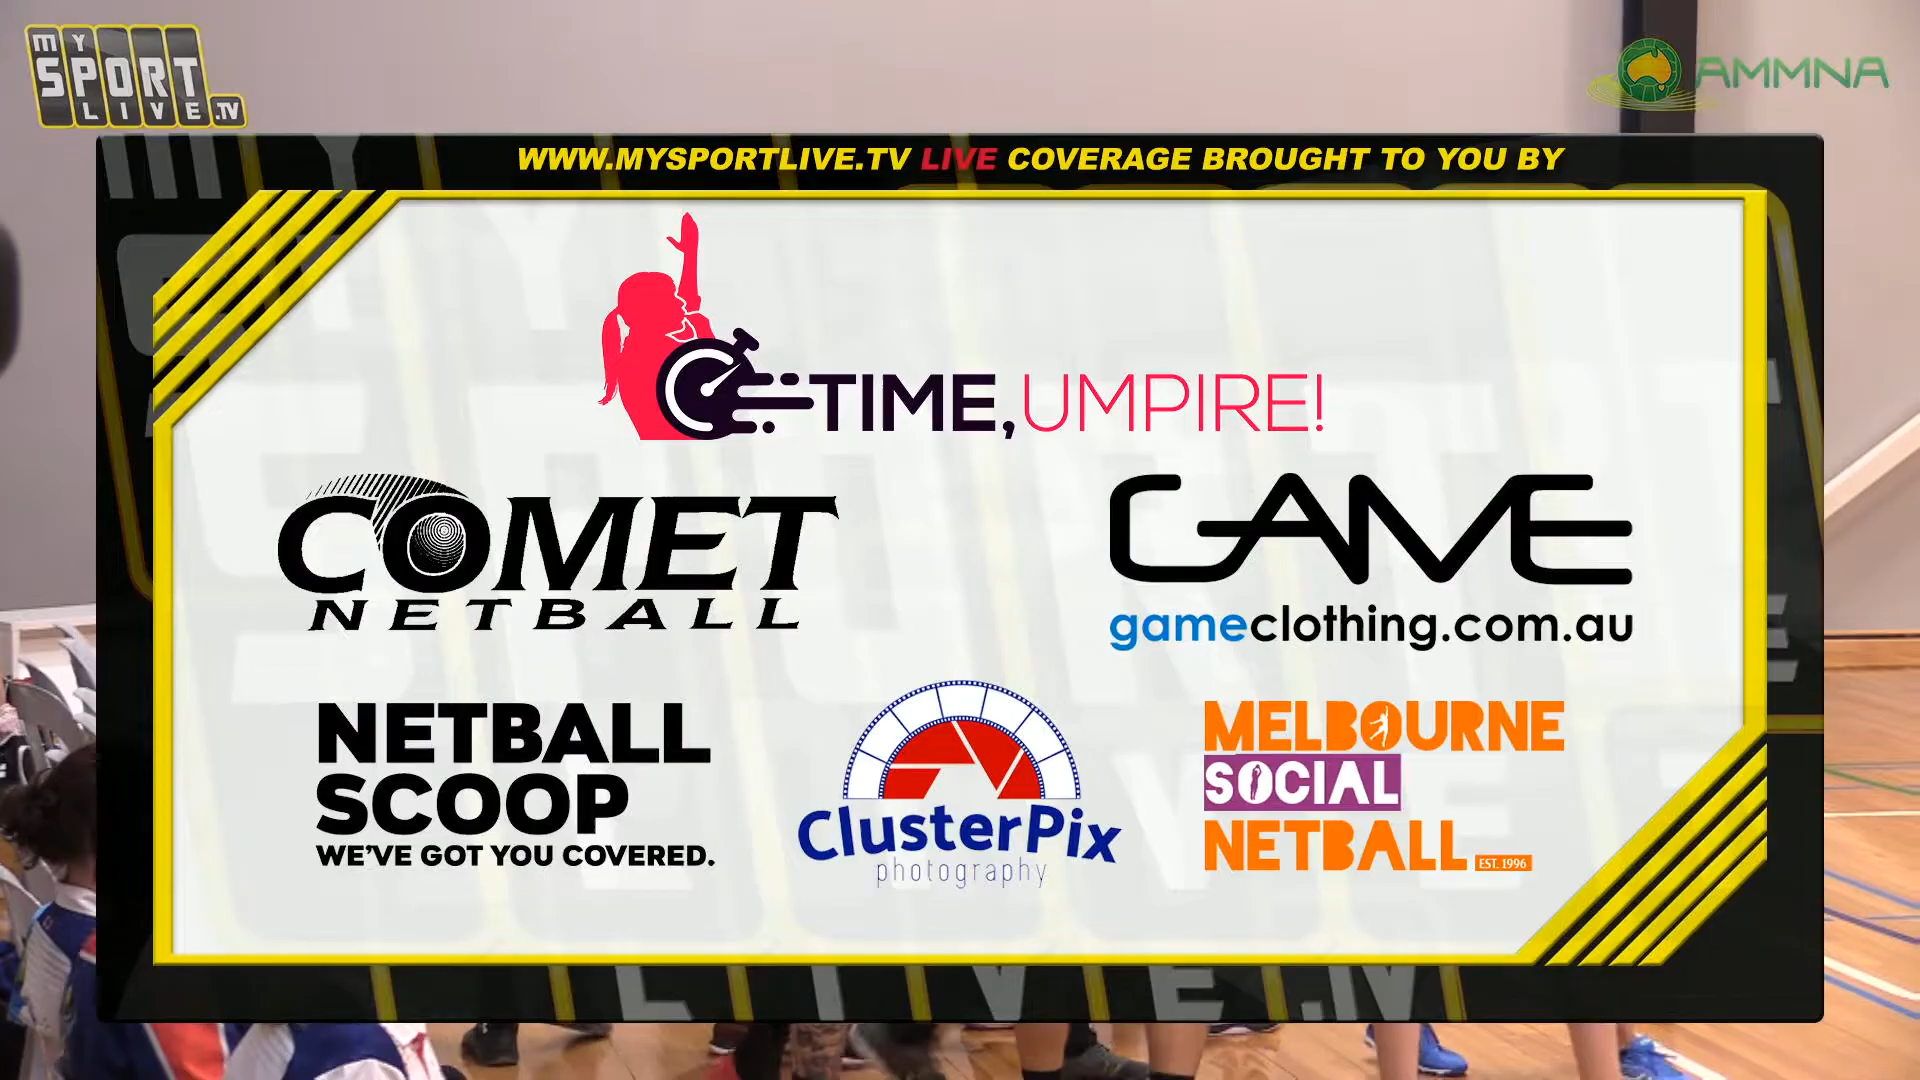 MY
SPORT
LIVE.TV
AMMNA
WWW.MYSPORTLIVE.TV LIVE COVERAGE BROUGHT TO YOU BY
TIME, UMPIRE!
COMET
NETBALL
GAME
gameclothing.com.au
NETBALL
SCOOP
WE'VE GOT YOU COVERED.
ClusterPix
photography
MELBOURNE
SOCIAL
NETBALL
EST. 1996